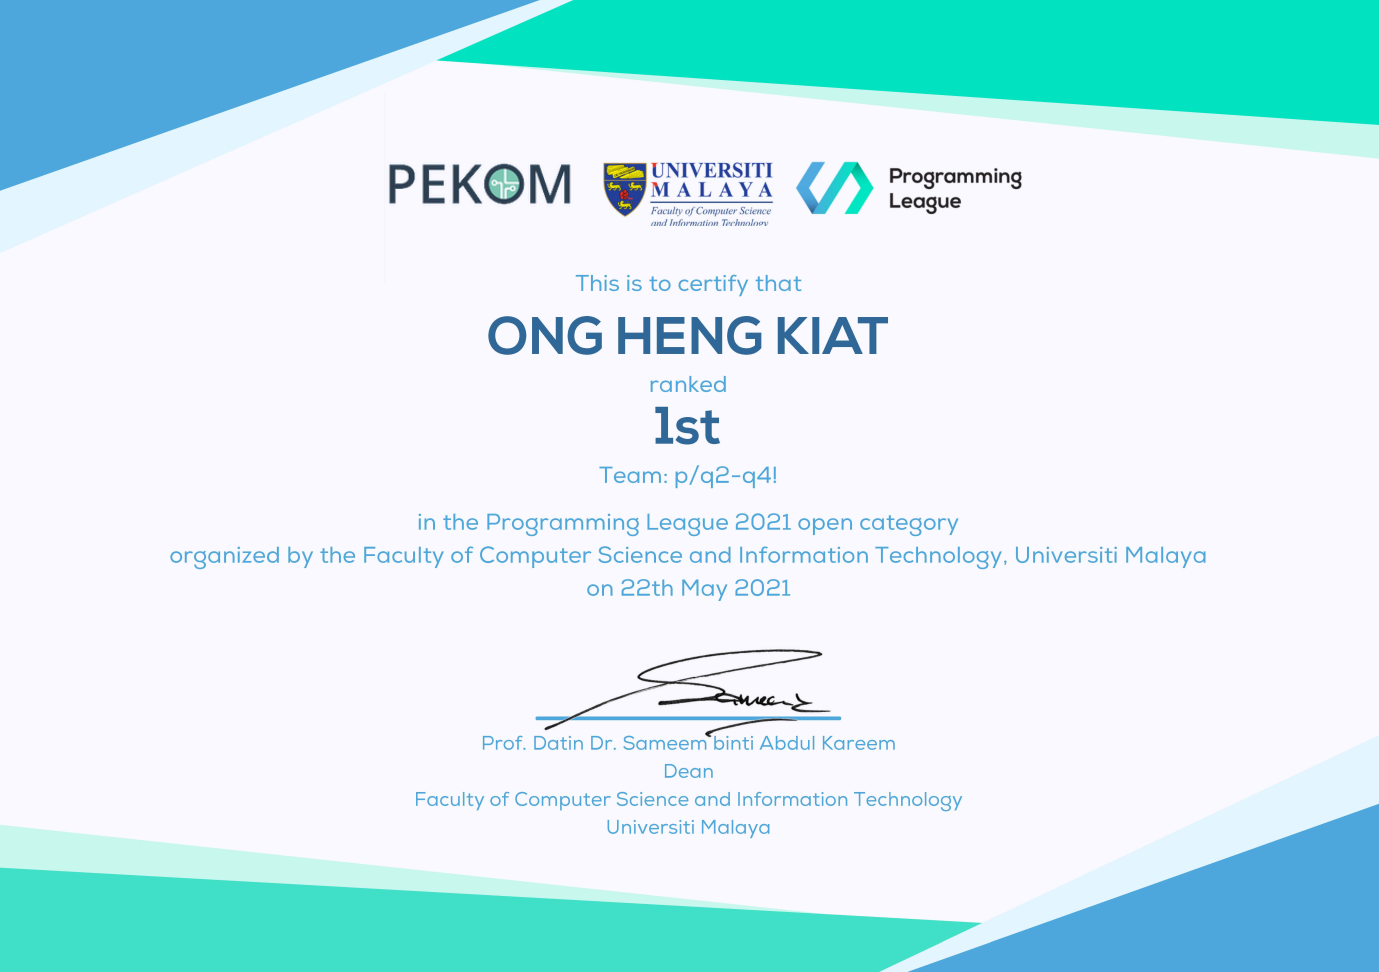 PEKOM
UNIVERSITI
MALAYA
Faculty of Computer Science
and Information Technology
Programming
League
This is to certify that
ONG HENG KIAT
ranked
1st
Team: p/q2-q4!
in the Programming League 2021 open category
organized by the Faculty of Computer Science and Information Technology, Universiti Malaya
on 22th May 2021
Sameem
Prof. Datin Dr. Sameem binti Abdul Kareem
Dean
Faculty of Computer Science and Information Technology
Universiti Malaya